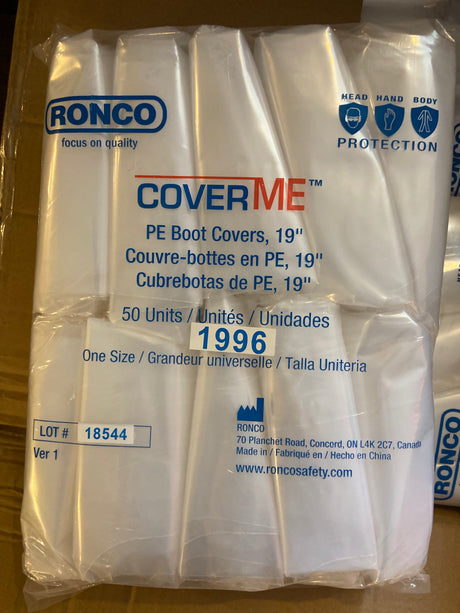 RONCO
focus on quality
HEAD HAND BODY
PROTECTION
COVERME™
PE Boot Covers, 19"
Couvre-bottes en PE, 19"
Cubrebotas de PE, 19"
50 Units / Unités / Unidades
1996
One Size / Grandeur universelle / Talla Uniteria
LOT # 18544
Ver 1
RONCO
70 Planchet Road, Concord, ON L4K 2C7, Canada
Made in / Fabriqué en / Hecho en China
www.roncosafety.com
RONCO